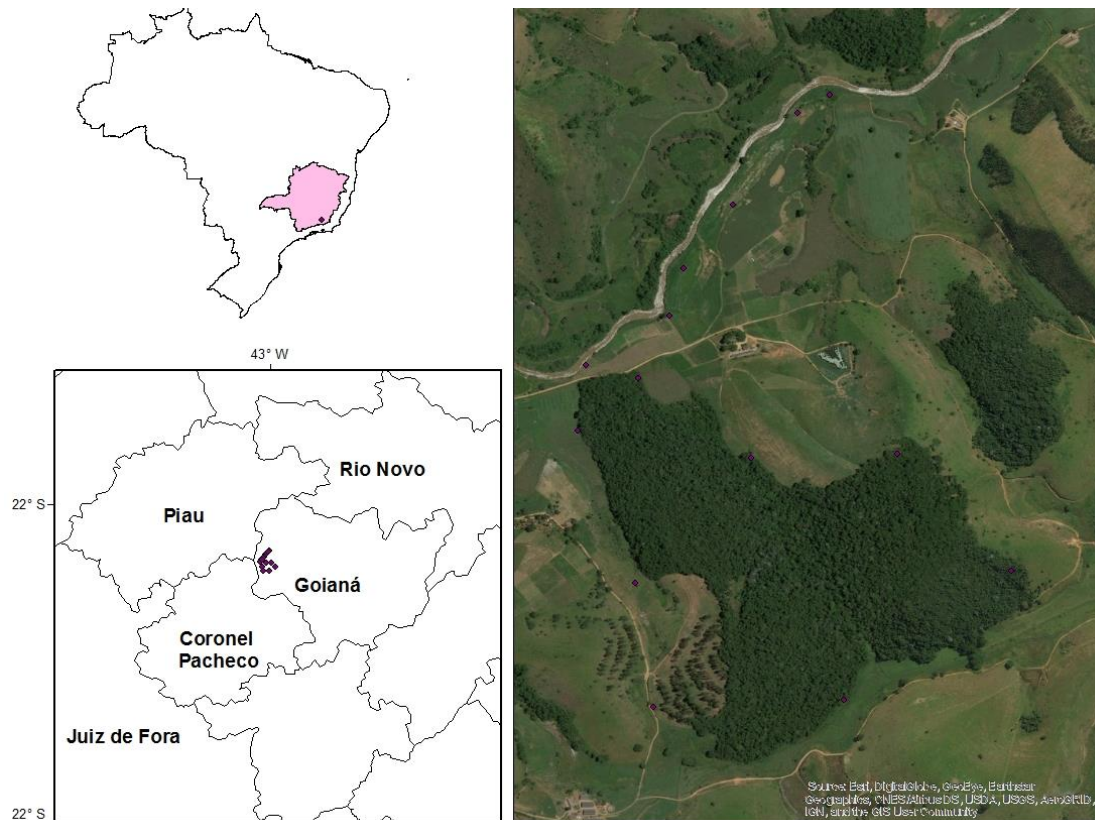 43° W
22° S
Rio Novo
Piau
Goianá
Coronel
Pacheco
Juiz de Fora
22° S
Source: Esri, DigitalGlobe, GeoEye, Earthstar
Geographics, CNES/Airbus DS, USDA, USGS, AeroGRID,
IGN, and the GIS User Community